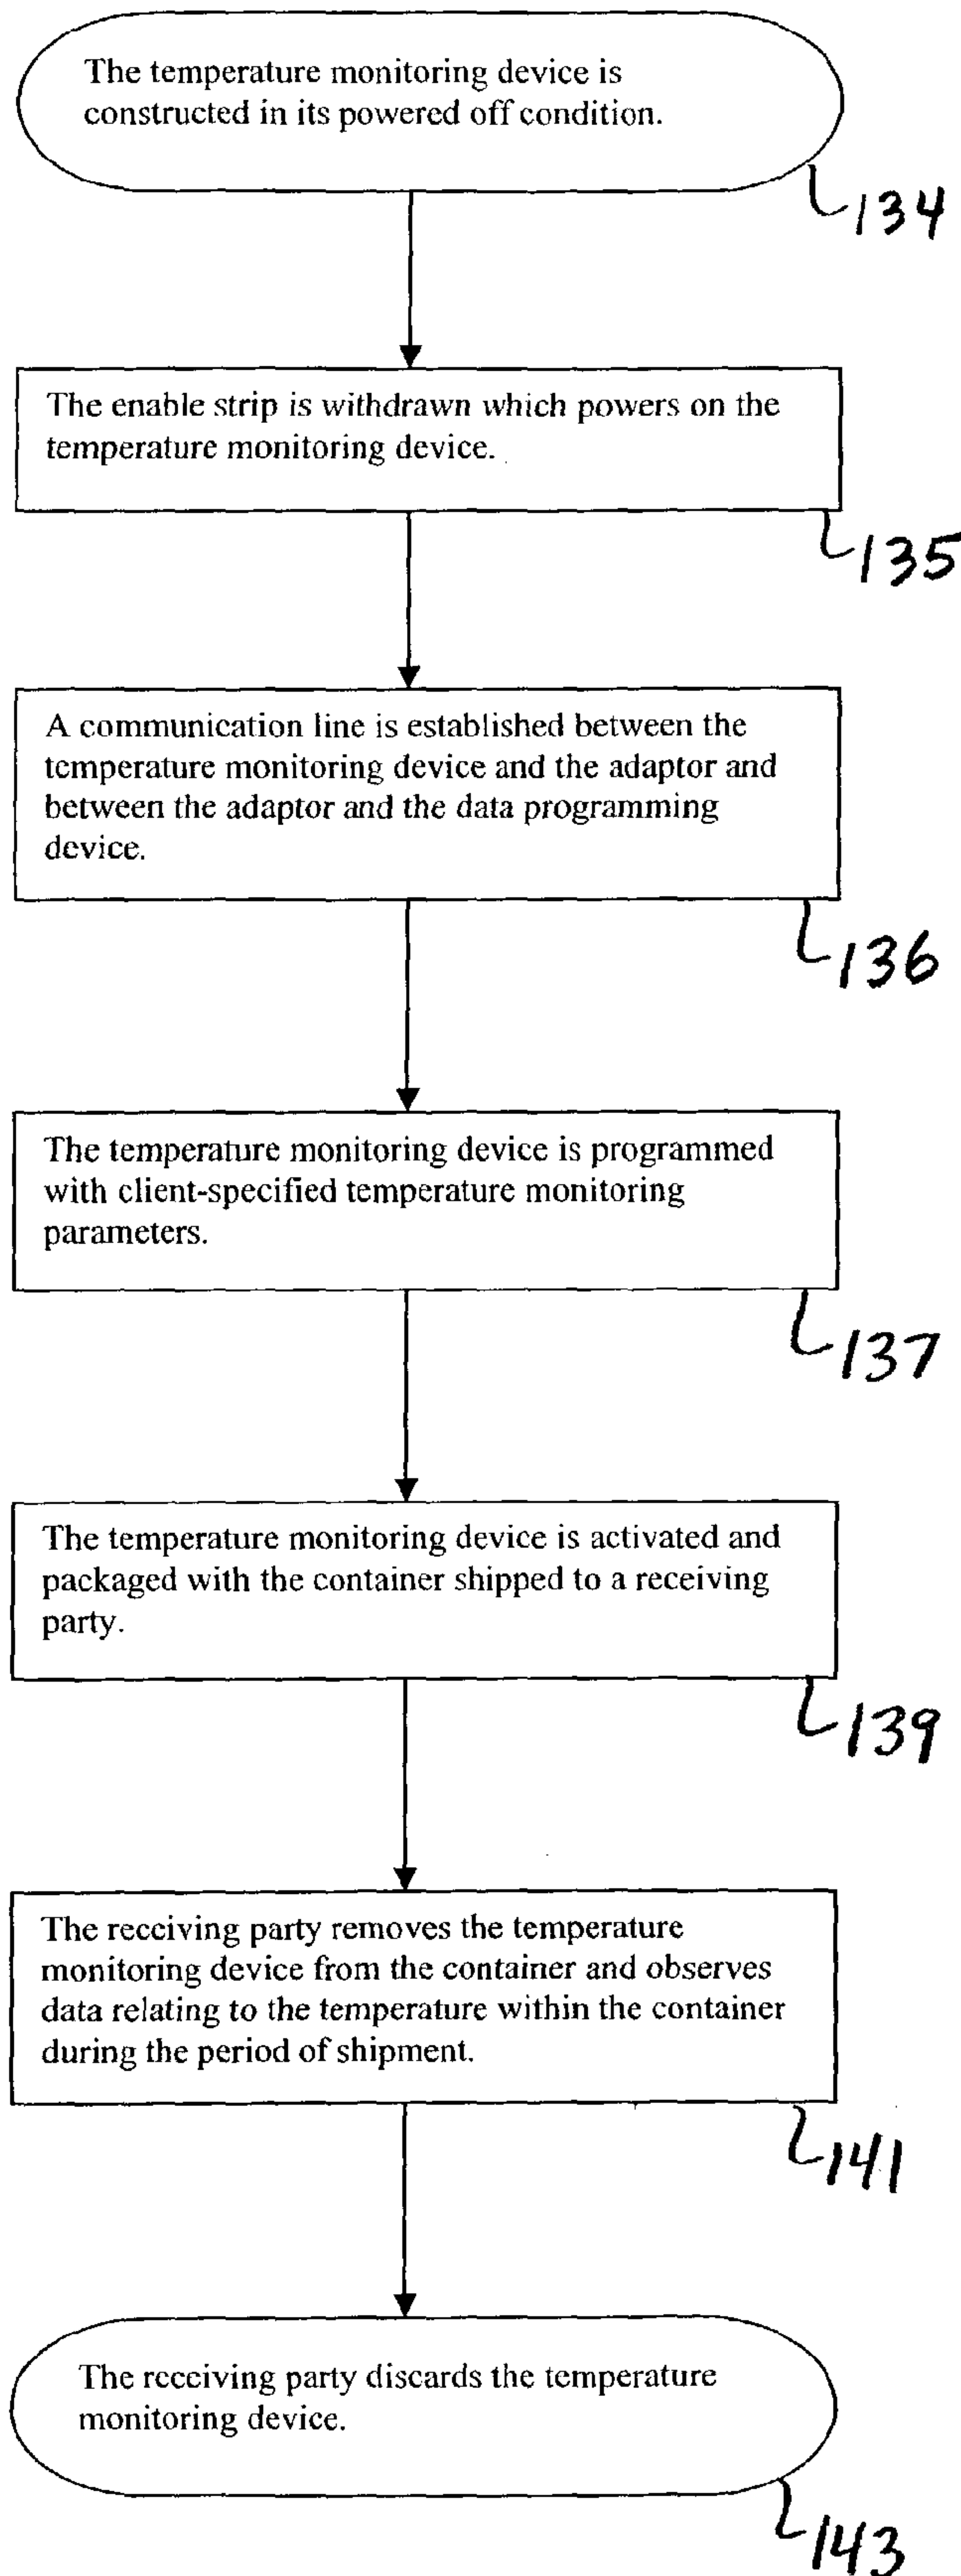 The temperature monitoring device is
constructed in its powered off condition.
134
The enable strip is withdrawn which powers on the
temperature monitoring device.
135
A communication line is established between the
temperature monitoring device and the adaptor and
between the adaptor and the data programming
device.
136
The temperature monitoring device is programmed
with client-specified temperature monitoring
parameters.
137
The temperature monitoring device is activated and
packaged with the container shipped to a receiving
party.
139
The receiving party removes the temperature
monitoring device from the container and observes
data relating to the temperature within the container
during the period of shipment.
141
The receiving party discards the temperature
monitoring device.
143